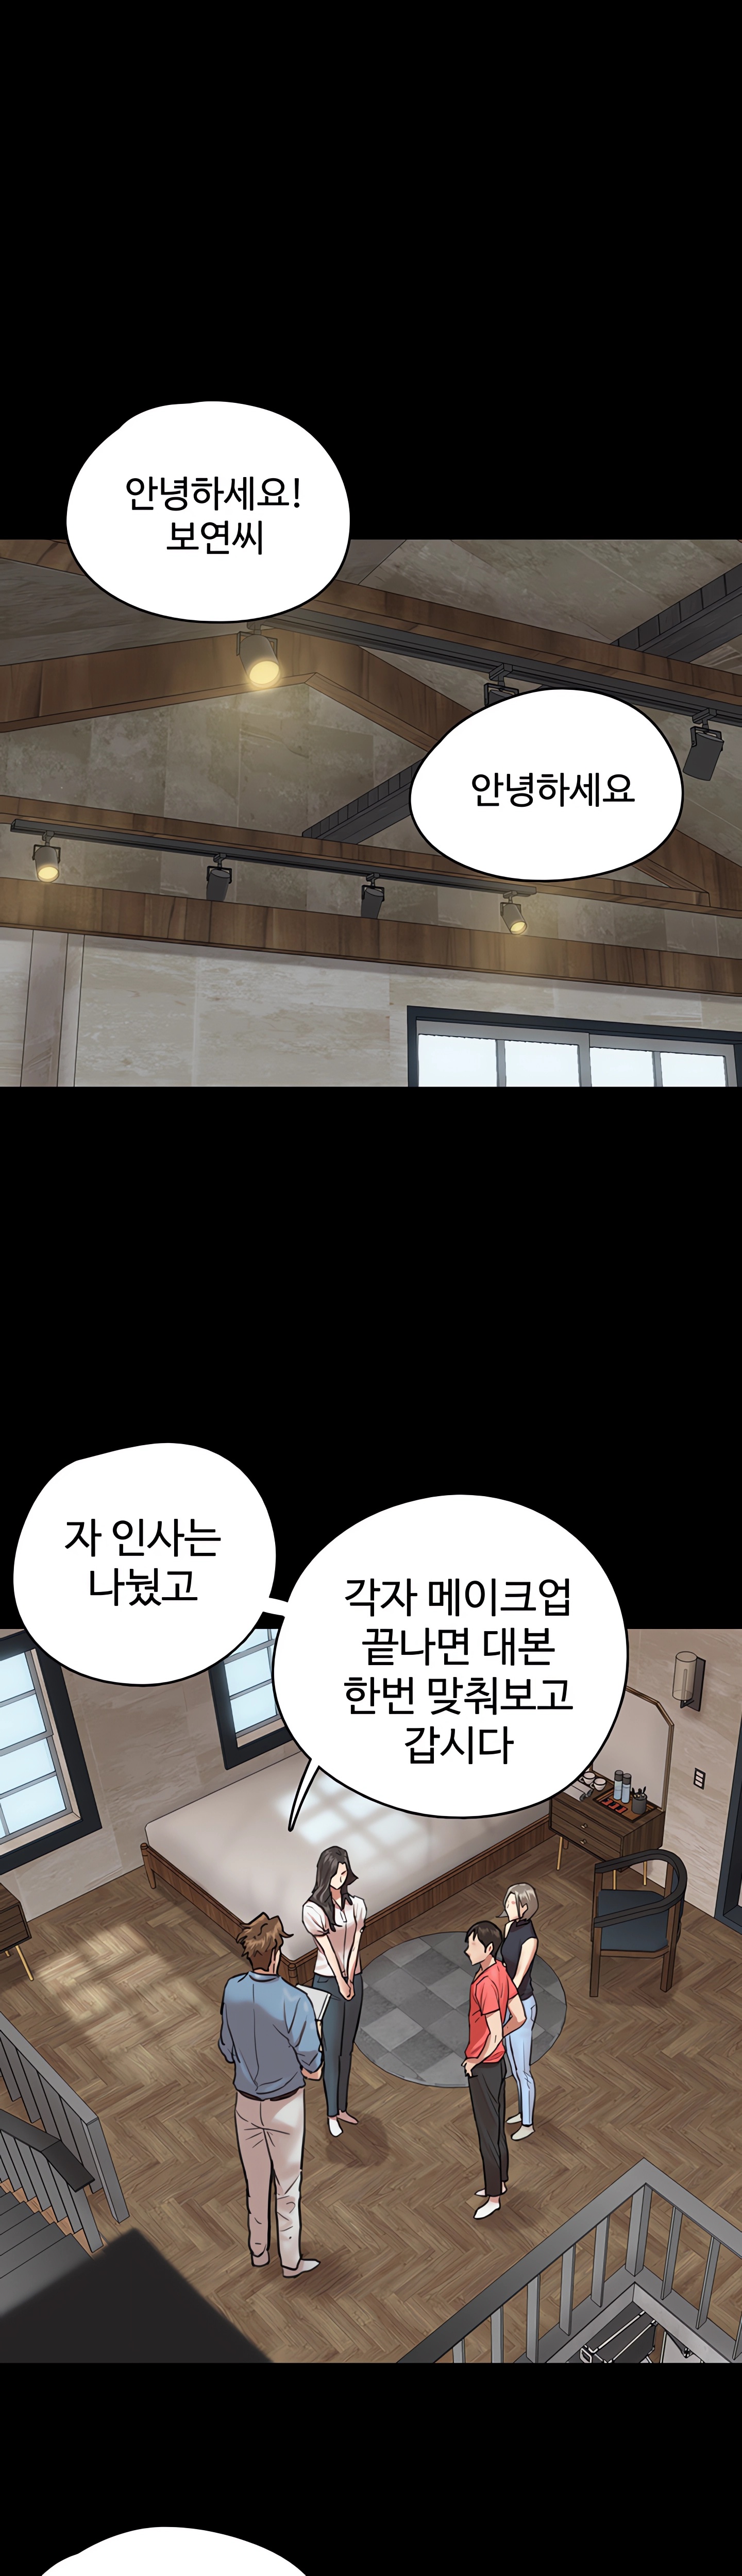 안녕하세요!
보연씨
안녕하세요
자 인사는
나눴고
각자 메이크업
끝나면 대본
한번 맞춰보고
갑시다